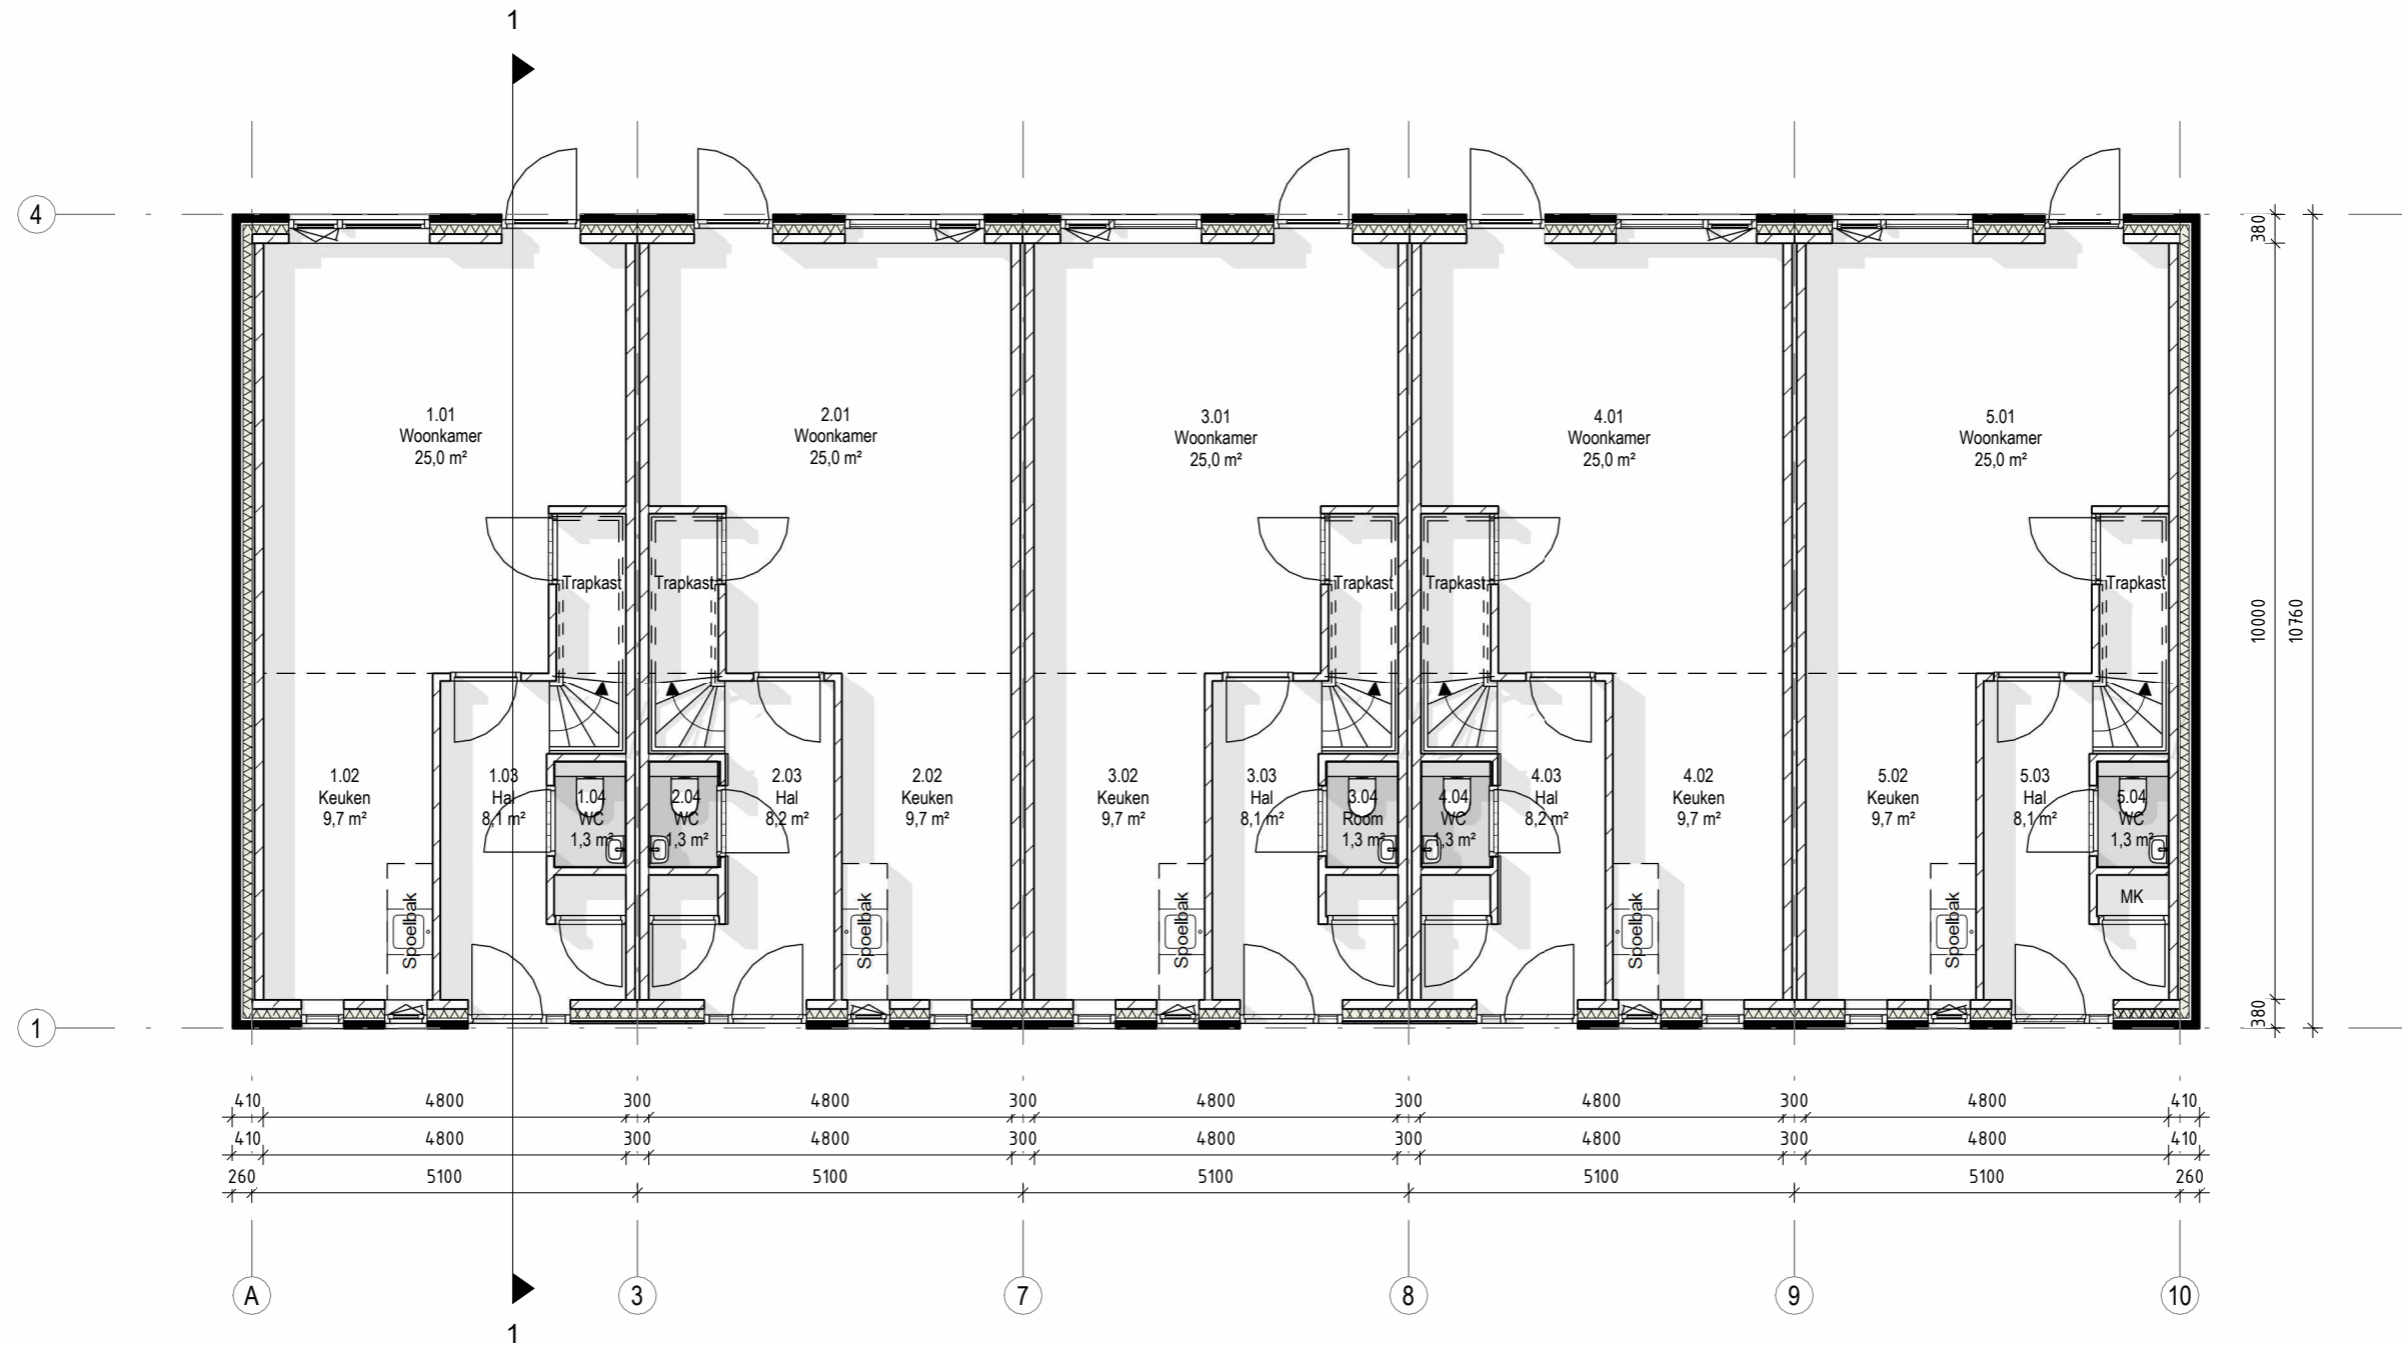 1
4
380
1.01
Woonkamer
25,0 m²
2.01
Woonkamer
25,0 m²
3.01
Woonkamer
25,0 m²
4.01
Woonkamer
25,0 m²
5.01
Woonkamer
25,0 m²
Trapkast
Trapkast
Trapkast
Trapkast
Trapkast
10000
10760
1.02
Keuken
9,7 m²
1.03
Hal
8,1 m²
1.04
WC
1,3 m²
2.04
WC
1,3 m²
2.03
Hal
8,2 m²
2.02
Keuken
9,7 m²
3.02
Keuken
9,7 m²
3.03
Hal
8,1 m²
3.04
Room
1,3 m²
4.04
WC
1,3 m²
4.03
Hal
8,2 m²
4.02
Keuken
9,7 m²
5.02
Keuken
9,7 m²
5.03
Hal
8,1 m²
5.04
WC
1,3 m²
MK
Spoelbak
Spoelbak
Spoelbak
Spoelbak
Spoelbak
380
1
410 4800 300 4800 300 4800 300 4800 300 4800 410
410 4800 300 4800 300 4800 300 4800 300 4800 410
260 5100 5100 5100 5100 5100 260
A 3 7 8 9 10
1